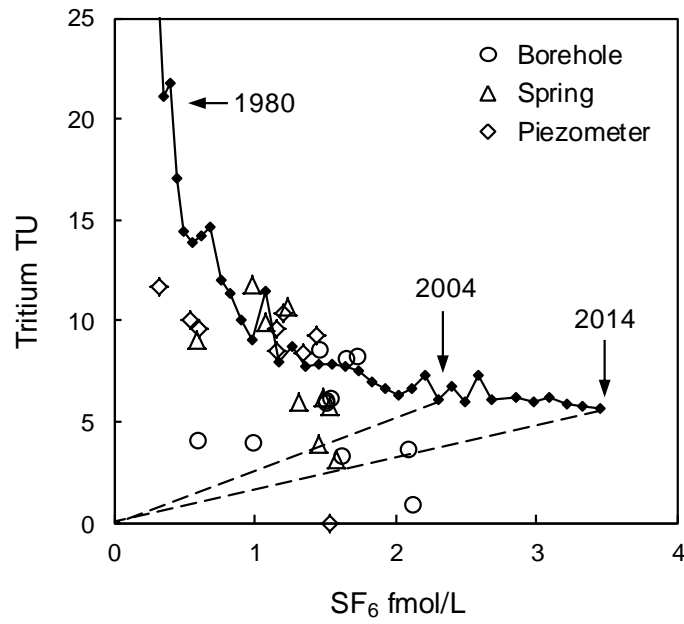 25
20
15
10
5
0
Tritium TU
Borehole
Spring
Piezometer
1980
2004
2014
0 1 2 3 4
SF₆ fmol/L